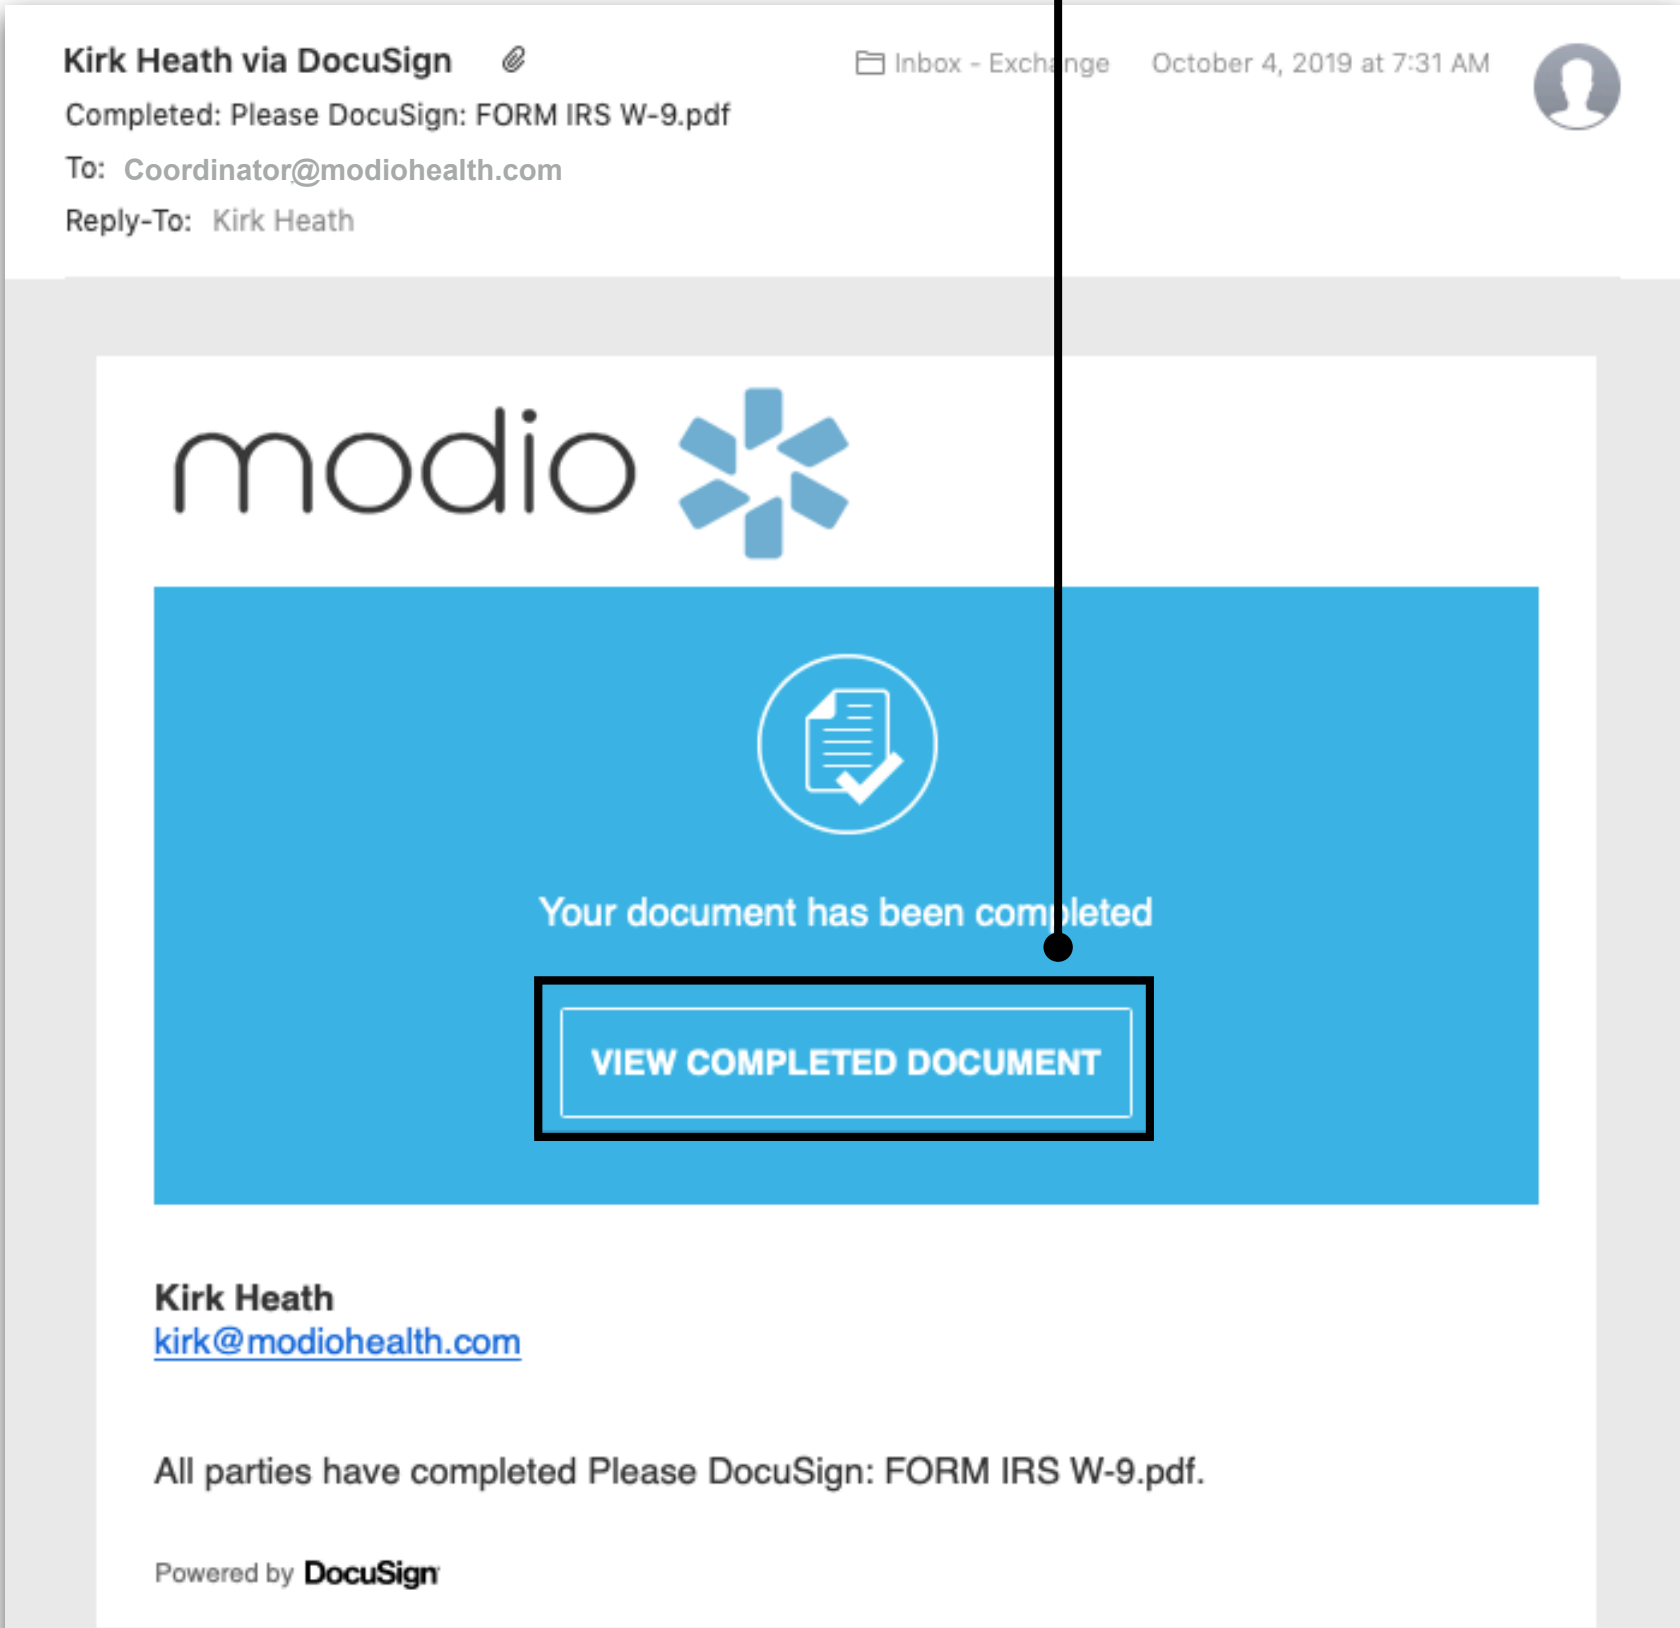 Kirk Heath via DocuSign
Inbox - Exchange October 4, 2019 at 7:31 AM
Completed: Please DocuSign: FORM IRS W-9.pdf
To: Coordinator@modiohealth.com
Reply-To: Kirk Heath
modio
Your document has been completed
VIEW COMPLETED DOCUMENT
Kirk Heath
kirk@modiohealth.com
All parties have completed Please DocuSign: FORM IRS W-9.pdf.
Powered by DocuSign